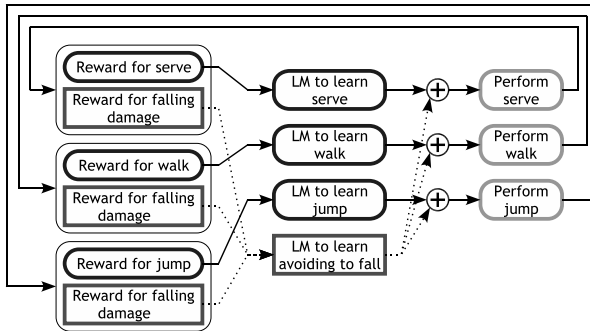 Reward for serve
Reward for falling
damage
Reward for walk
Reward for falling
damage
Reward for jump
Reward for falling
damage
LM to learn
serve
LM to learn
walk
LM to learn
jump
LM to learn
avoiding to fall
+
+
+
Perform
serve
Perform
walk
Perform
jump